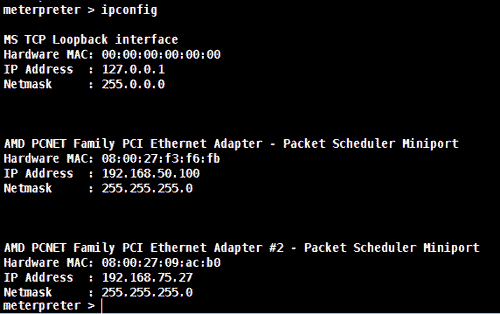 meterpreter > ipconfig
MS TCP Loopback interface
Hardware MAC: 00:00:00:00:00:00
IP Address  : 127.0.0.1
Netmask     : 255.0.0.0
AMD PCNET Family PCI Ethernet Adapter - Packet Scheduler Miniport
Hardware MAC: 08:00:27:f3:f6:fb
IP Address  : 192.168.50.100
Netmask     : 255.255.255.0
AMD PCNET Family PCI Ethernet Adapter #2 - Packet Scheduler Miniport
Hardware MAC: 08:00:27:09:ac:b0
IP Address  : 192.168.75.27
Netmask     : 255.255.255.0
meterpreter >